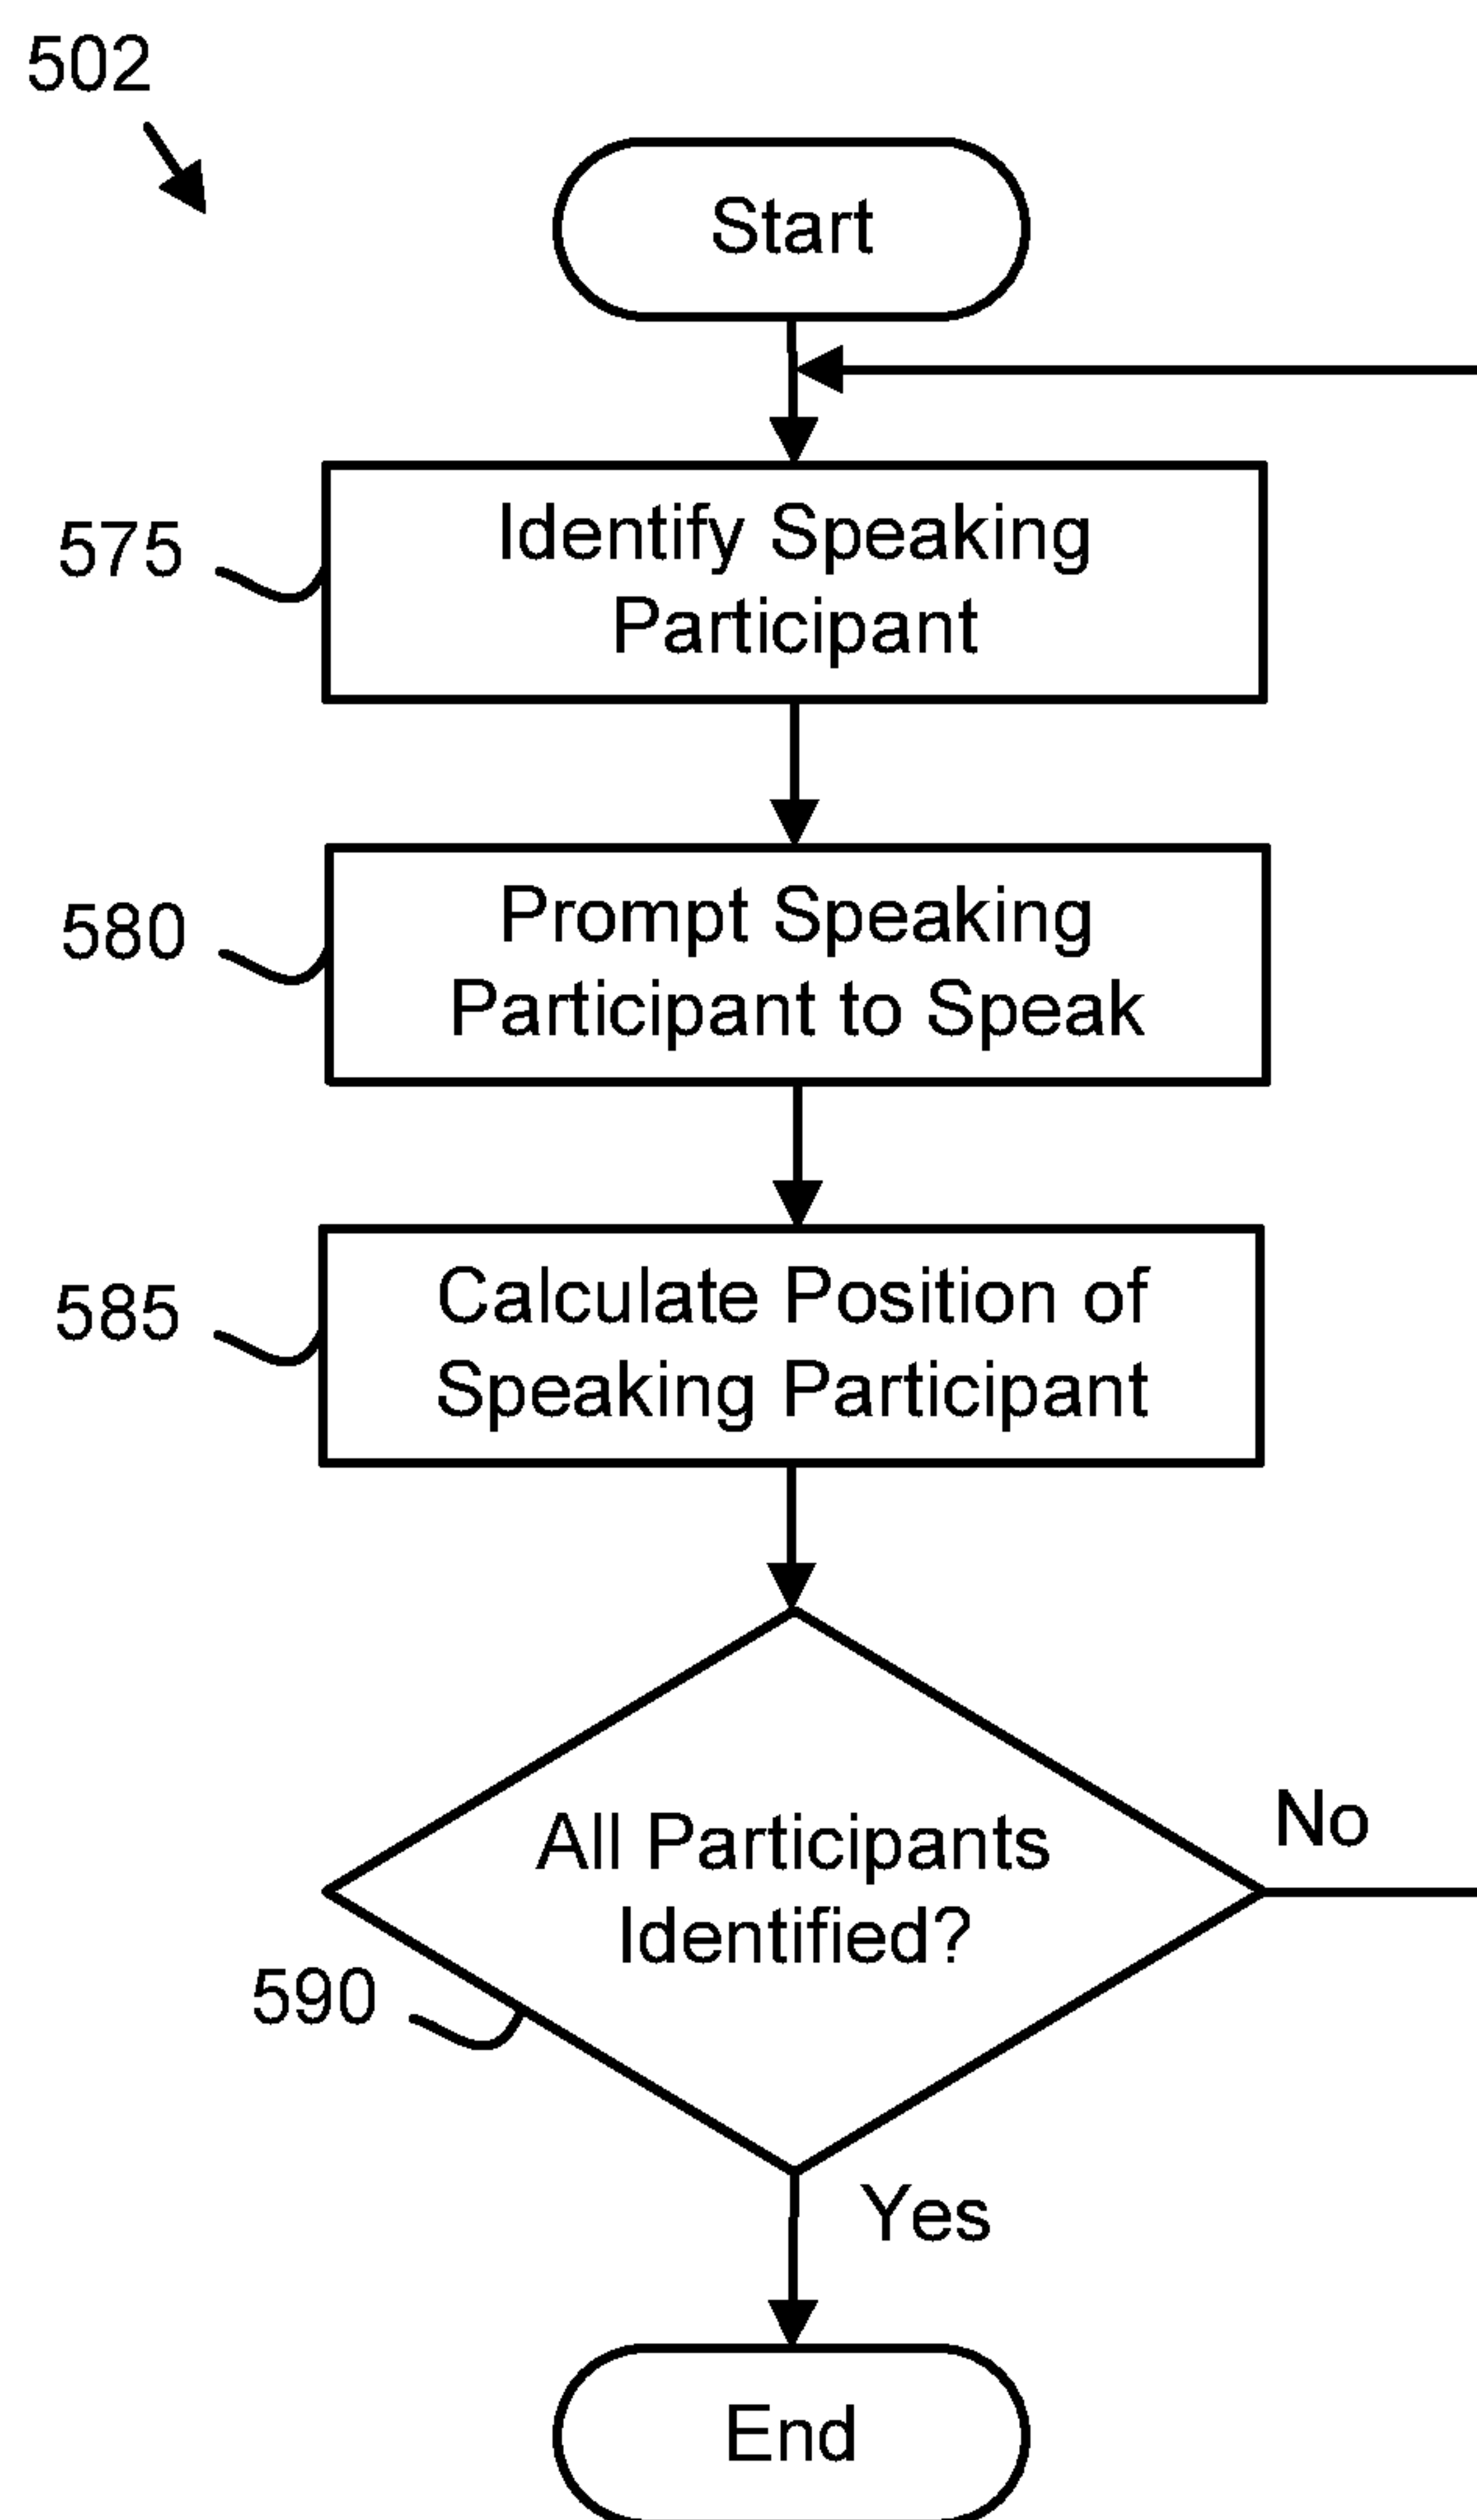 502
Start
575
Identify Speaking
Participant
580
Prompt Speaking
Participant to Speak
585
Calculate Position of
Speaking Participant
All Participants
Identified?
No
590
Yes
End